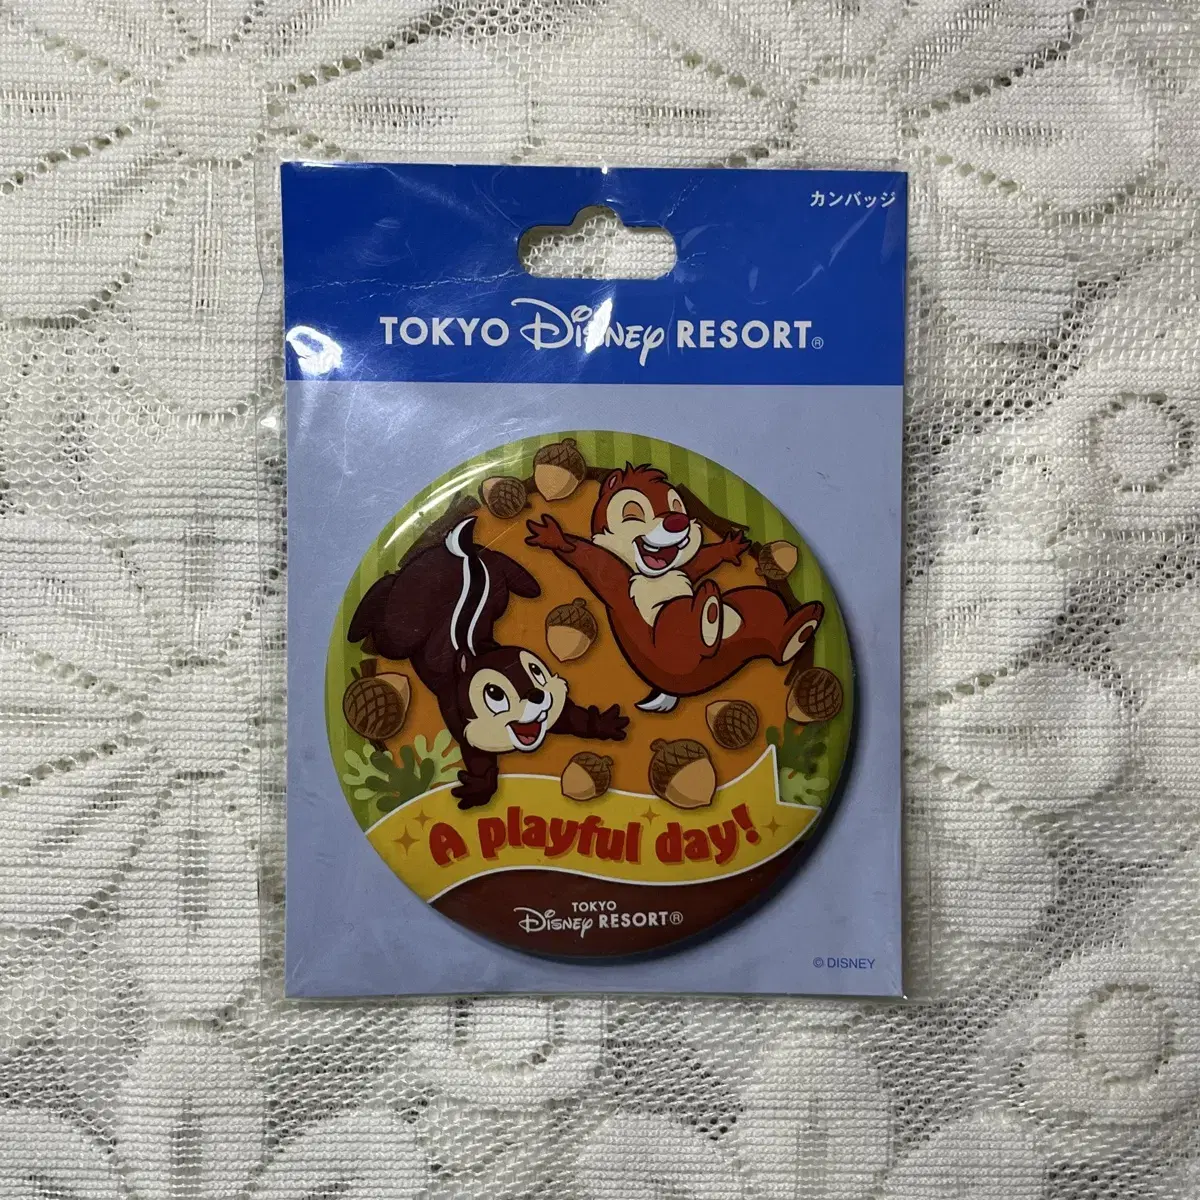 カンバッジ
TOKYO Disney RESORT®
A playful day!
TOKYO
Disney RESORT®
© DISNEY